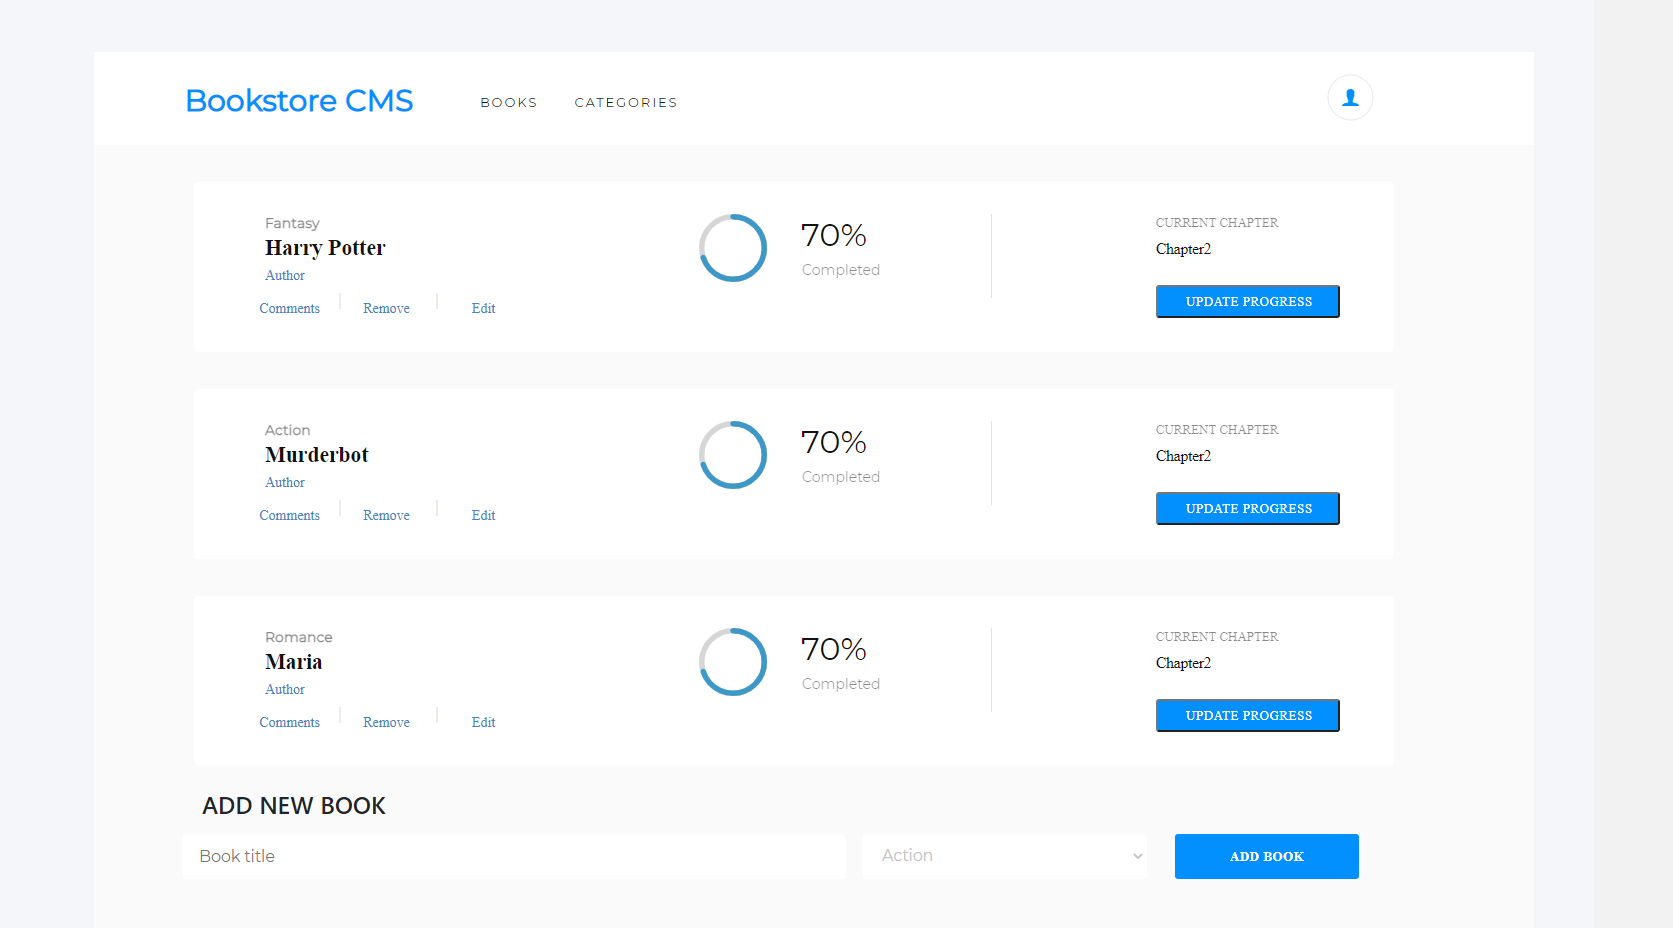 Bookstore CMS
BOOKS
CATEGORIES
Fantasy
Harry Potter
Author
Comments
Remove
Edit
70%
Completed
CURRENT CHAPTER
Chapter2
UPDATE PROGRESS
Action
Murderbot
Author
Comments
Remove
Edit
70%
Completed
CURRENT CHAPTER
Chapter2
UPDATE PROGRESS
Romance
Maria
Author
Comments
Remove
Edit
70%
Completed
CURRENT CHAPTER
Chapter2
UPDATE PROGRESS
ADD NEW BOOK
Book title
Action
ADD BOOK